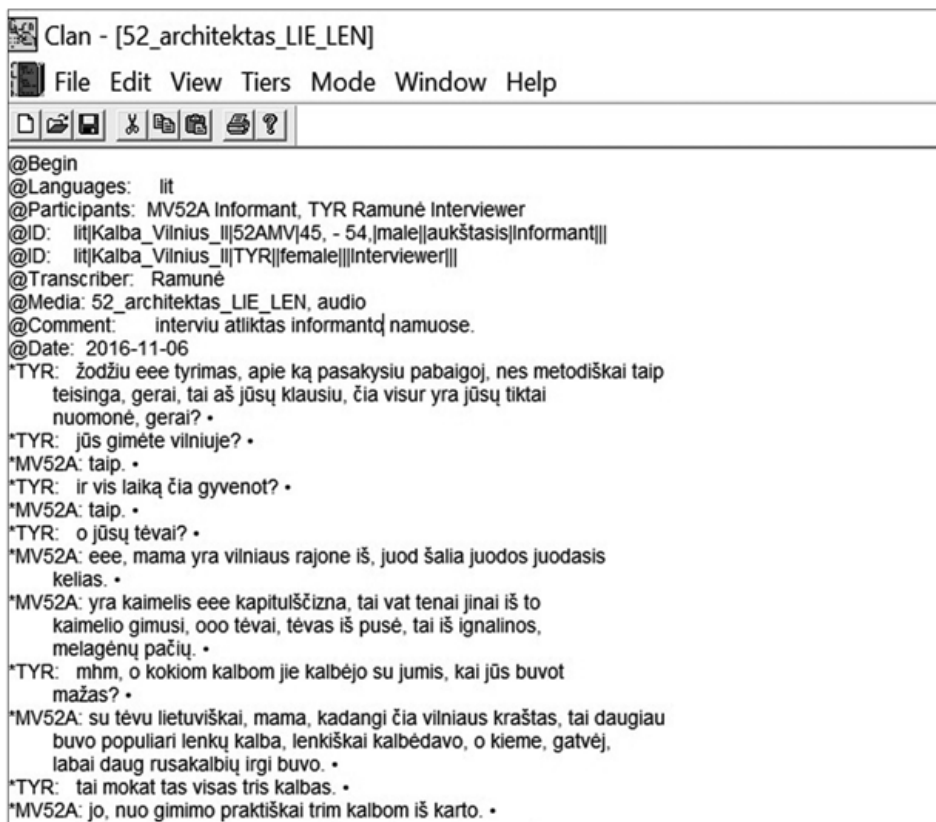 Clan - [52_architektas_LIE_LEN]
File Edit View Tiers Mode Window Help
@Begin
@Languages: lit
@Participants: MV52A Informant, TYR Ramunė Interviewer
@ID: lit|Kalba_Vilnius_II|52AMV|45, - 54,|male||aukštasis|Informant|||
@ID: lit|Kalba_Vilnius_II|TYR||female|||Interviewer|||
@Transcriber: Ramunė
@Media: 52_architektas_LIE_LEN, audio
@Comment: interviu atliktas informanto namuose.
@Date: 2016-11-06
*TYR: žodžiu eee tyrimas, apie ką pasakysiu pabaigoj, nes metodiškai taip
teisinga, gerai, tai aš jūsų klausiu, čia visur yra jūsų tiktai
nuomonė, gerai? •
*TYR: jūs gimėte vilniuje? •
*MV52A: taip. •
*TYR: ir vis laiką čia gyvenot? •
*MV52A: taip. •
*TYR: o jūsų tėvai? •
*MV52A: eee, mama yra vilniaus rajone iš, juod šalia juodos juodasis
kelias. •
*MV52A: yra kaimelis eee kapitulščizna, tai vat tenai jinai iš to
kaimelio gimusi, ooo tėvai, tėvas iš pusė, tai iš ignalinos,
melagėnų pačių. •
*TYR: mhm, o kokiom kalbom jie kalbėjo su jumis, kai jūs buvot
mažas? •
*MV52A: su tėvu lietuviškai, mama, kadangi čia vilniaus kraštas, tai daugiau
buvo populiari lenkų kalba, lenkiškai kalbėdavo, o kieme, gatvėj,
labai daug rusakalbių irgi buvo. •
*TYR: tai mokat tas visas tris kalbas. •
*MV52A: jo, nuo gimimo praktiškai trim kalbom iš karto. •